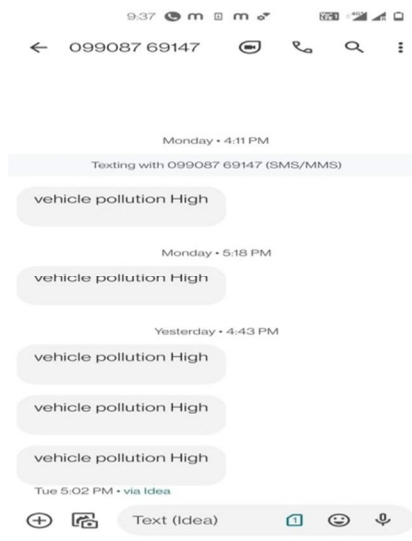 9:37
099087 69147
Monday • 4:11 PM
Texting with 099087 69147 (SMS/MMS)
vehicle pollution High
Monday • 5:18 PM
vehicle pollution High
Yesterday • 4:43 PM
vehicle pollution High
vehicle pollution High
vehicle pollution High
Tue 5:02 PM • via Idea
Text (Idea)
1